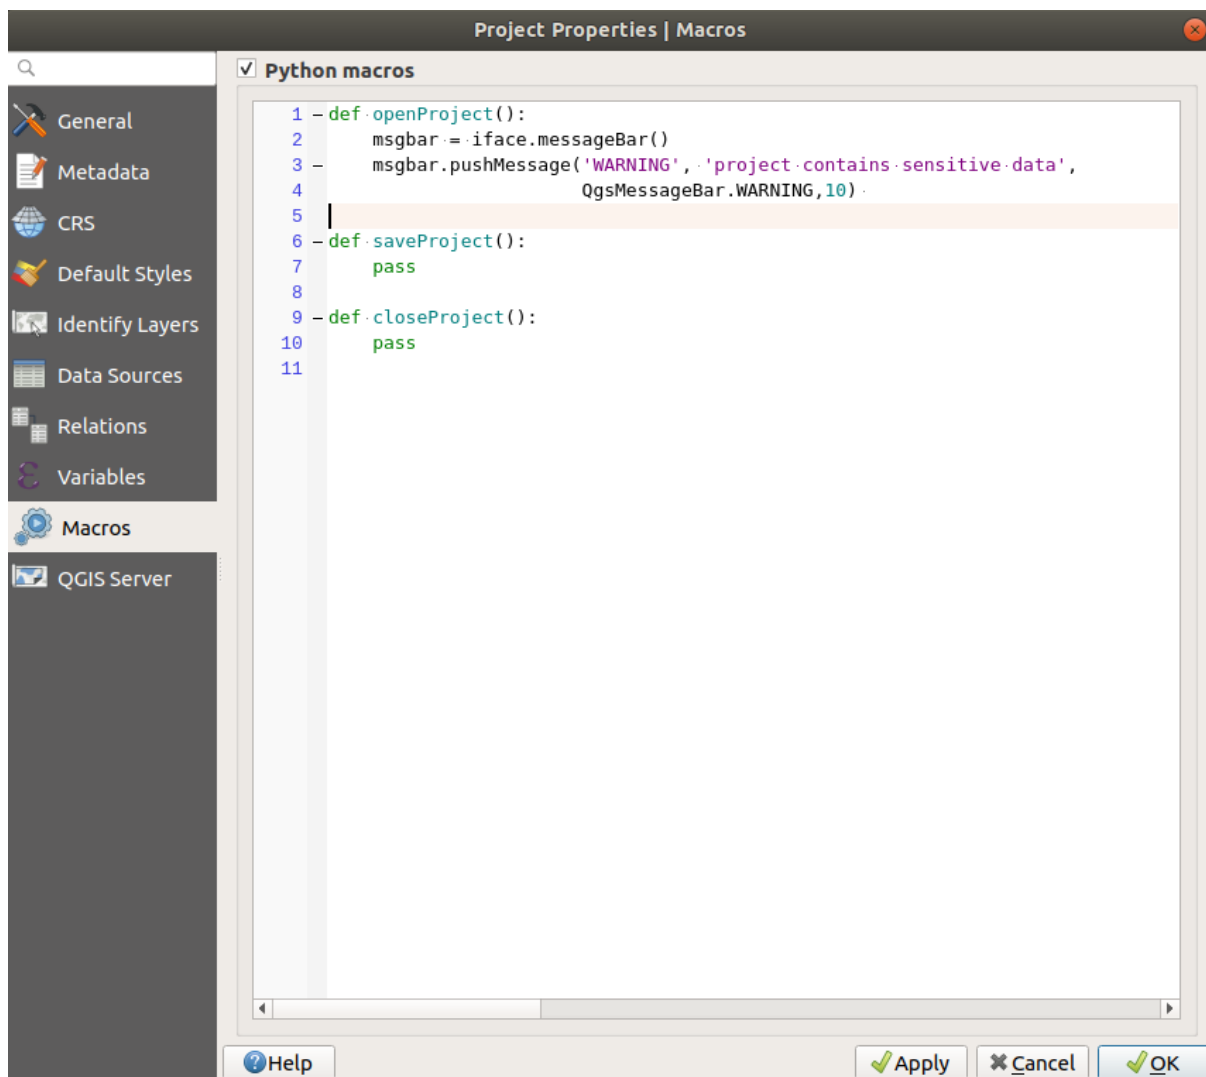 Project Properties | Macros
General
Metadata
CRS
Default Styles
Identify Layers
Data Sources
Relations
Variables
Macros
QGIS Server
Python macros
1 def openProject():
2     msgbar = iface.messageBar()
3     msgbar.pushMessage('WARNING', 'project contains sensitive data',
4                        QgsMessageBar.WARNING,10)
5
6 def saveProject():
7     pass
8
9 def closeProject():
10     pass
11
Help Apply Cancel OK